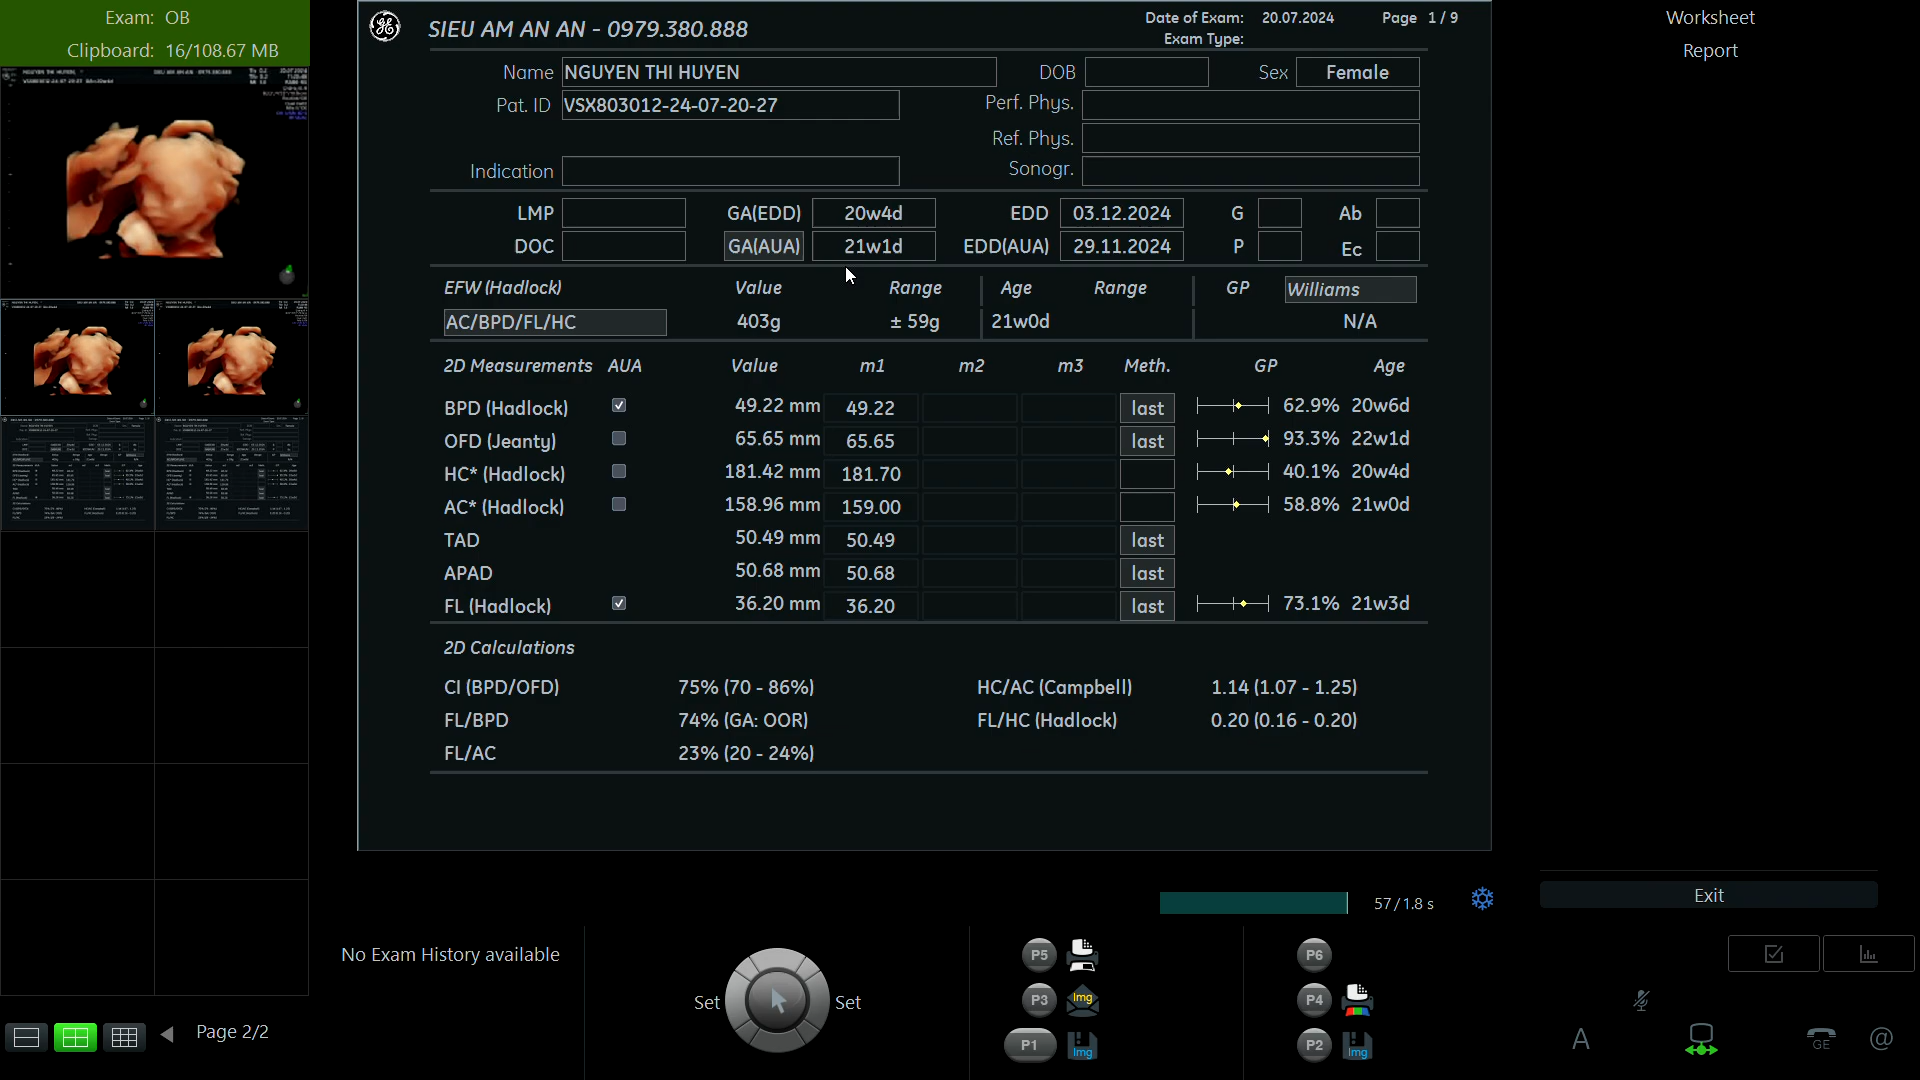 Exam: OB
Clipboard: 16/108.67 MB
SIEU AM AN AN - 0979.380.888
Date of Exam: 20.07.2024 Page 1 / 9
Exam Type:
Name NGUYEN THI HUYEN DOB Sex Female
Pat. ID VSX803012-24-07-20-27 Perf. Phys.
Ref. Phys.
Indication Sonogr.
LMP GA(EDD) 20w4d EDD 03.12.2024 G Ab
DOC GA(AUA) 21w1d EDD(AUA) 29.11.2024 P Ec
EFW (Hadlock) Value Range Age Range GP Williams
AC/BPD/FL/HC 403g ± 59g 21w0d N/A
2D Measurements AUA Value m1 m2 m3 Meth. GP Age
BPD (Hadlock) 49.22 mm 49.22 last 62.9% 20w6d
OFD (Jeanty) 65.65 mm 65.65 last 93.3% 22w1d
HC* (Hadlock) 181.42 mm 181.70 40.1% 20w4d
AC* (Hadlock) 158.96 mm 159.00 58.8% 21w0d
TAD 50.49 mm 50.49 last
APAD 50.68 mm 50.68 last
FL (Hadlock) 36.20 mm 36.20 last 73.1% 21w3d
2D Calculations
CI (BPD/OFD) 75% (70 - 86%) HC/AC (Campbell) 1.14 (1.07 - 1.25)
FL/BPD 74% (GA: OOR) FL/HC (Hadlock) 0.20 (0.16 - 0.20)
FL/AC 23% (20 - 24%)
Worksheet
Report
57 / 1.8 s
Exit
No Exam History available
Set Set
P5
P3 Img
P1 Img
P6
P4
P2 Img
A GE @
Page 2/2